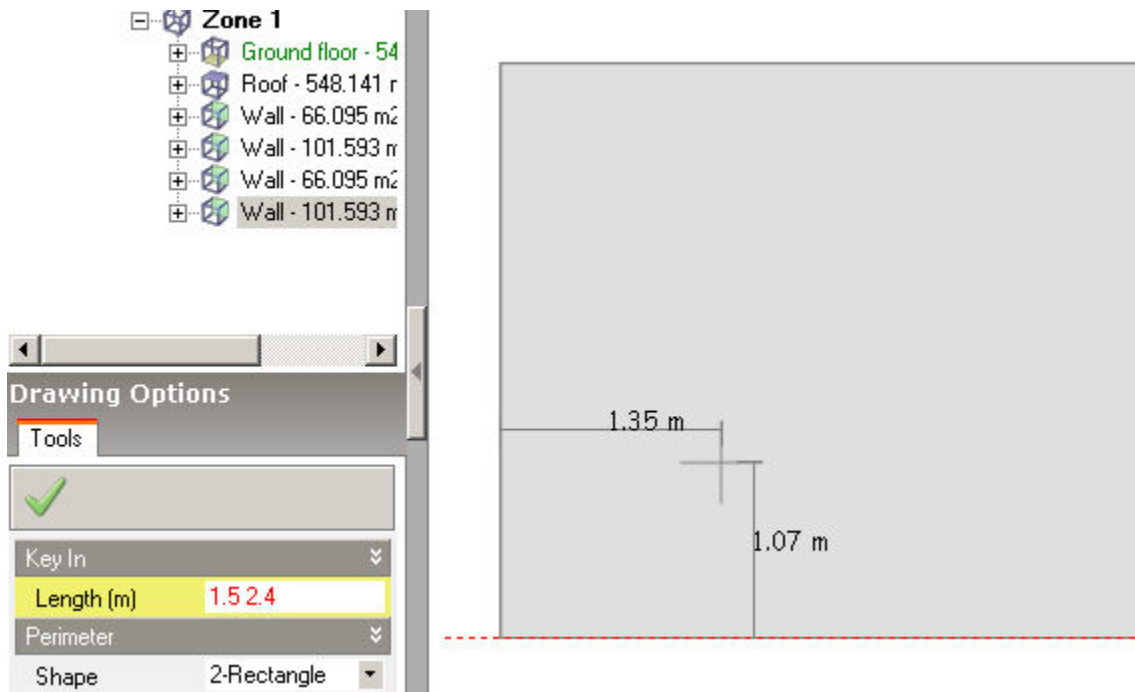 Zone 1
Ground floor - 54
Roof - 548.141 r
Wall - 66.095 m2
Wall - 101.593 m
Wall - 66.095 m2
Wall - 101.593 m
Drawing Options
Tools
Key In
Length (m) 1.5 2.4
Perimeter
Shape 2-Rectangle
1.35 m
1.07 m